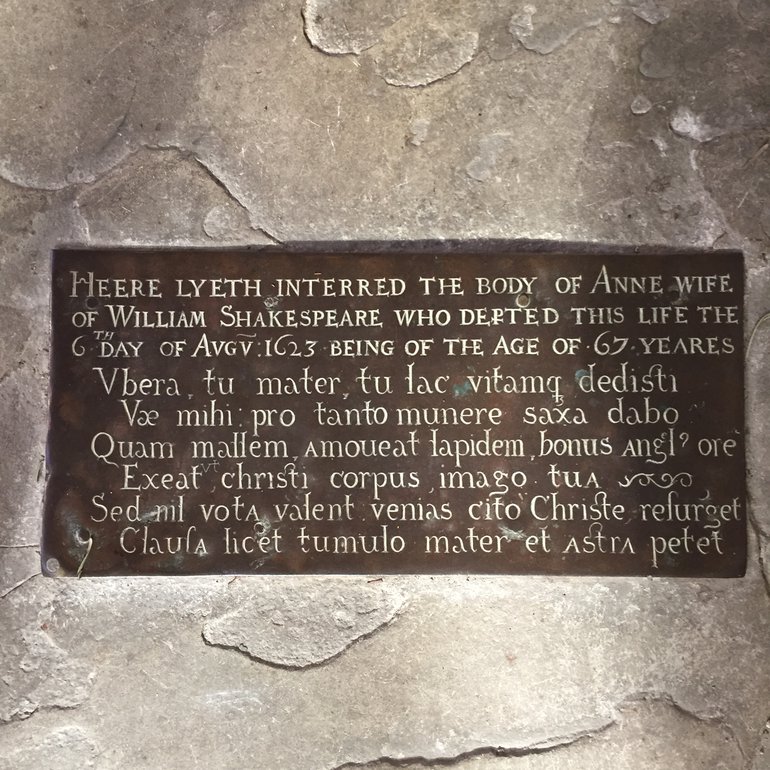 HEERE LYETH INTERRED THE BODY OF ANNE WIFE
OF WILLIAM SHAKESPEARE WHO DEPTED THIS LIFE THE
6TH DAY OF AVGV̄:1623 BEING OF THE AGE OF ·67·YEARES
Vbera, tu mater, tu lac vitamq̨ dedisti
Væ mihi: pro tanto munere saxa dabo
Quam mallem, amoueat lapidem, bonus angl̄ꝰ orē
Exeat ut, christi corpus, imago tua
Sed nil vota valent venias cito Christe resurget
Clausa licet tumulo mater et astra petet